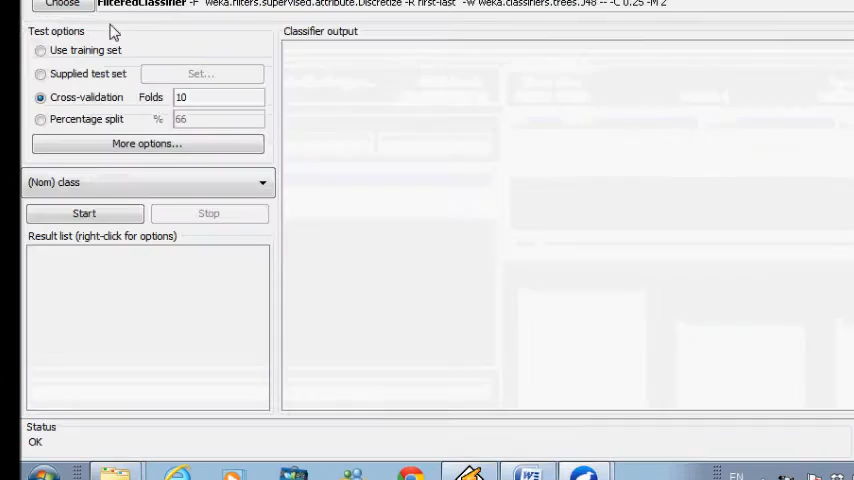 Choose FilteredClassifier -F "weka.filters.supervised.attribute.Discretize -R first-last" -W weka.classifiers.trees.J48 -- -C 0.25 -M 2
Test options
Classifier output
Use training set
Supplied test set Set...
Cross-validation Folds 10
Percentage split % 66
More options...
(Nom) class
Start Stop
Result list (right-click for options)
Status
OK
EN